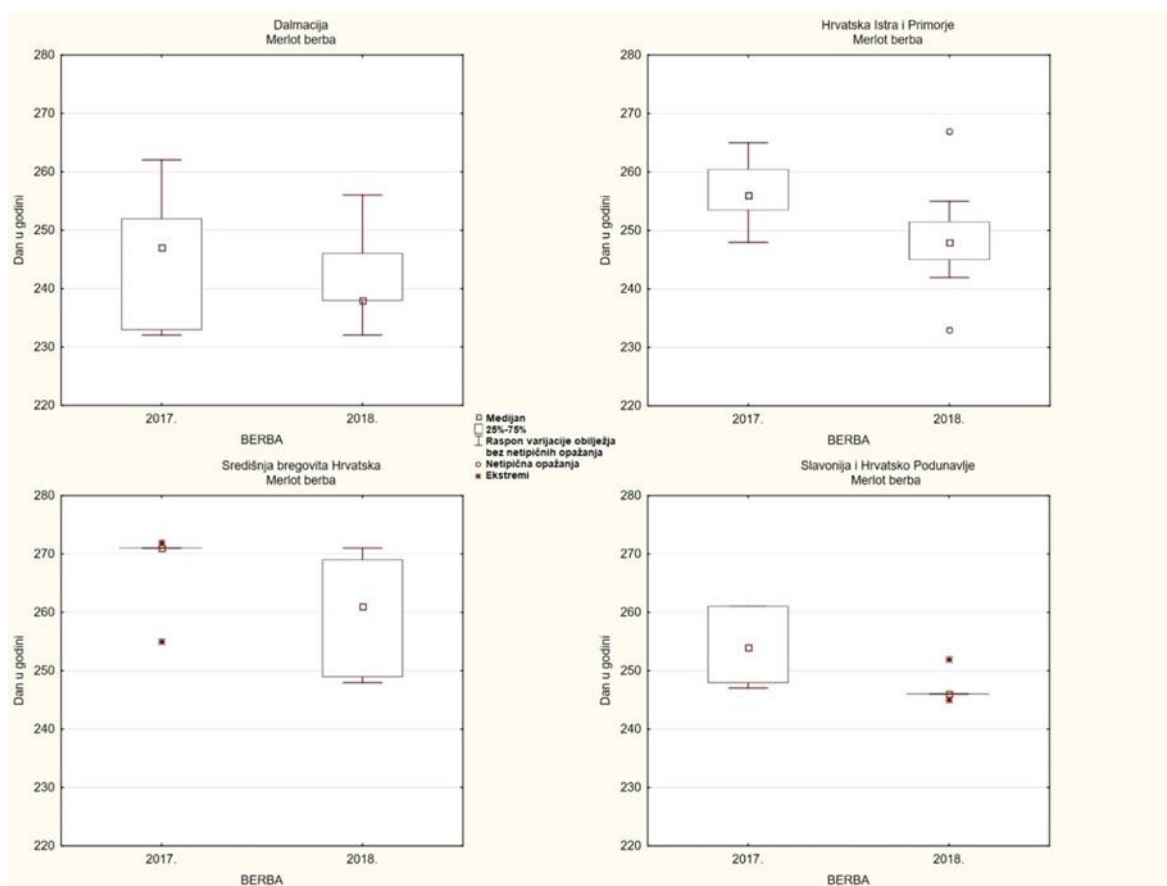 Dalmacija
Merlot berba
280
270
260
250
240
230
220
Dan u godini
2017.
2018.
BERBA
Hrvatska Istra i Primorje
Merlot berba
280
270
260
250
240
230
220
Dan u godini
2017.
2018.
BERBA
Medijan
25%-75%
Raspon varijacije obilježja
bez netipičnih opažanja
Netipična opažanja
Ekstremi
Središnja bregovita Hrvatska
Merlot berba
280
270
260
250
240
230
220
Dan u godini
2017.
2018.
BERBA
Slavonija i Hrvatsko Podunavlje
Merlot berba
280
270
260
250
240
230
220
Dan u godini
2017.
2018.
BERBA